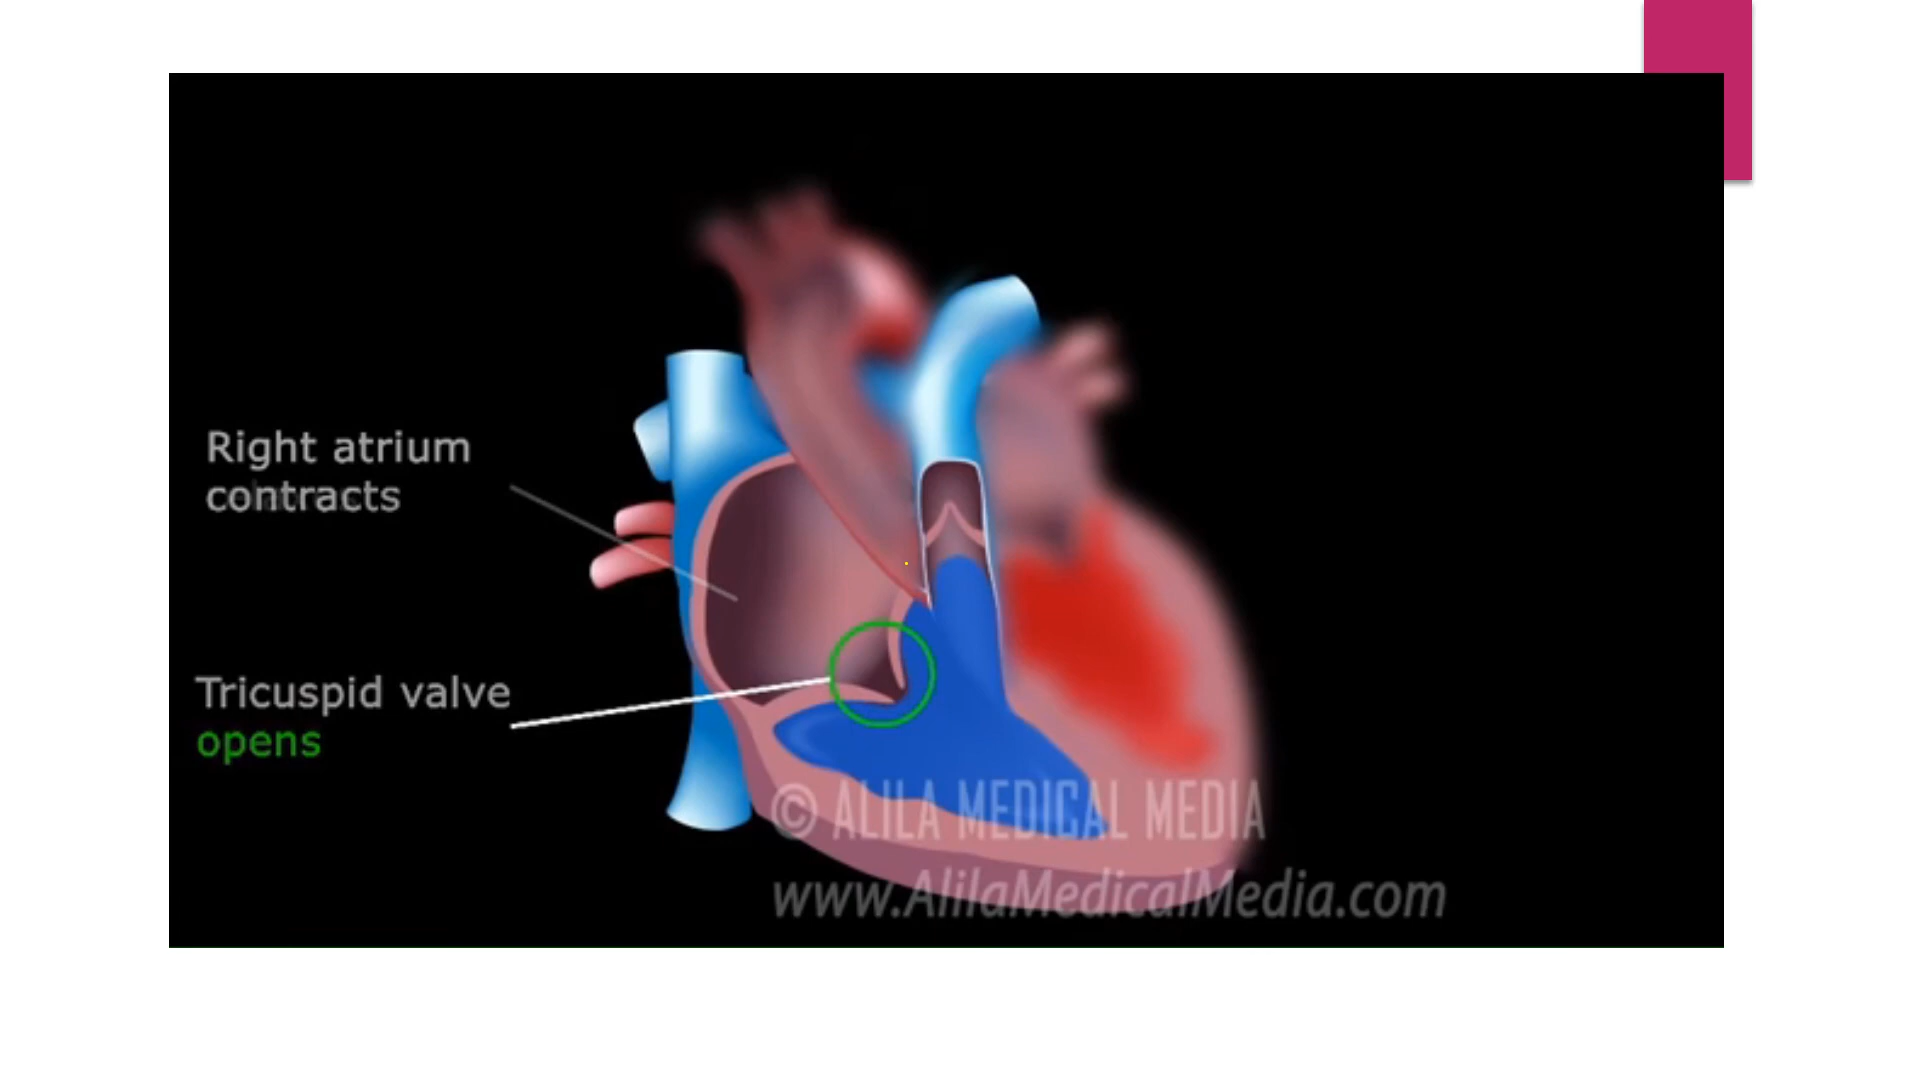 Right atrium
contracts
Tricuspid valve
opens
© ALILA MEDICAL MEDIA
www.AlilaMedicalMedia.com